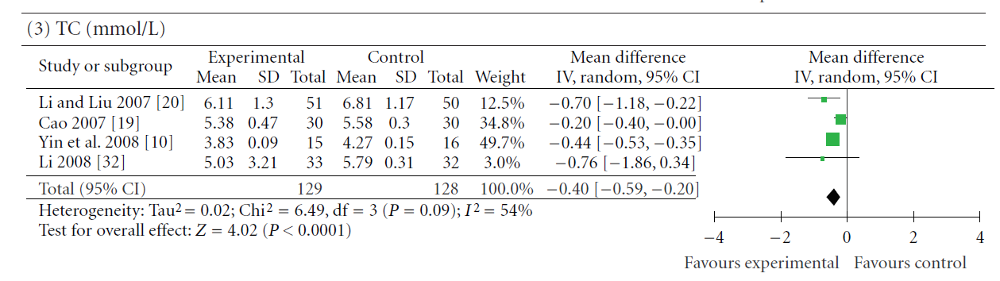 (3) TC (mmol/L)
Study or subgroup Experimental Control Mean difference Mean difference
Mean SD Total Mean SD Total Weight IV, random, 95% CI IV, random, 95% CI
Li and Liu 2007 [20] 6.11 1.3 51 6.81 1.17 50 12.5% −0.70 [−1.18, −0.22]
Cao 2007 [19] 5.38 0.47 30 5.58 0.3 30 34.8% −0.20 [−0.40, −0.00]
Yin et al. 2008 [10] 3.83 0.09 15 4.27 0.15 16 49.7% −0.44 [−0.53, −0.35]
Li 2008 [32] 5.03 3.21 33 5.79 0.31 32 3.0% −0.76 [−1.86, 0.34]
Total (95% CI) 129 128 100.0% −0.40 [−0.59, −0.20]
Heterogeneity: Tau² = 0.02; Chi² = 6.49, df = 3 (P = 0.09); I² = 54%
Test for overall effect: Z = 4.02 (P < 0.0001)
−4 −2 0 2 4
Favours experimental Favours control